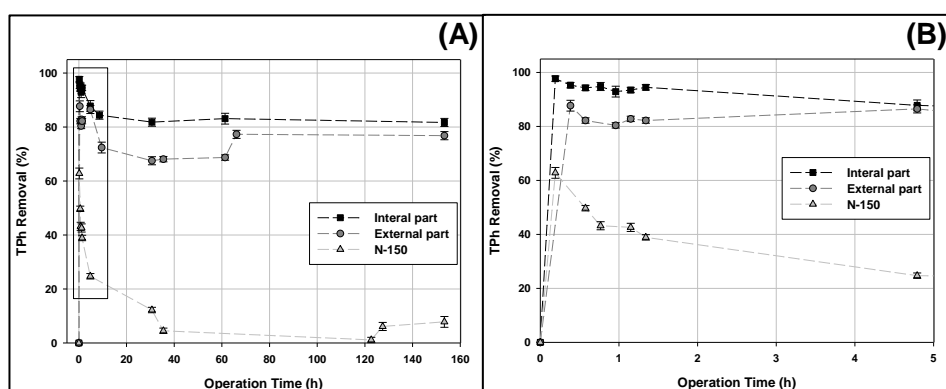 (A)
TPh Removal (%)
100
80
60
40
20
0
Interal part
External part
N-150
0 20 40 60 80 100 120 140 160
Operation Time (h)
(B)
TPh Removal (%)
100
80
60
40
20
0
Interal part
External part
N-150
0 1 2 3 4 5
Operation Time (h)